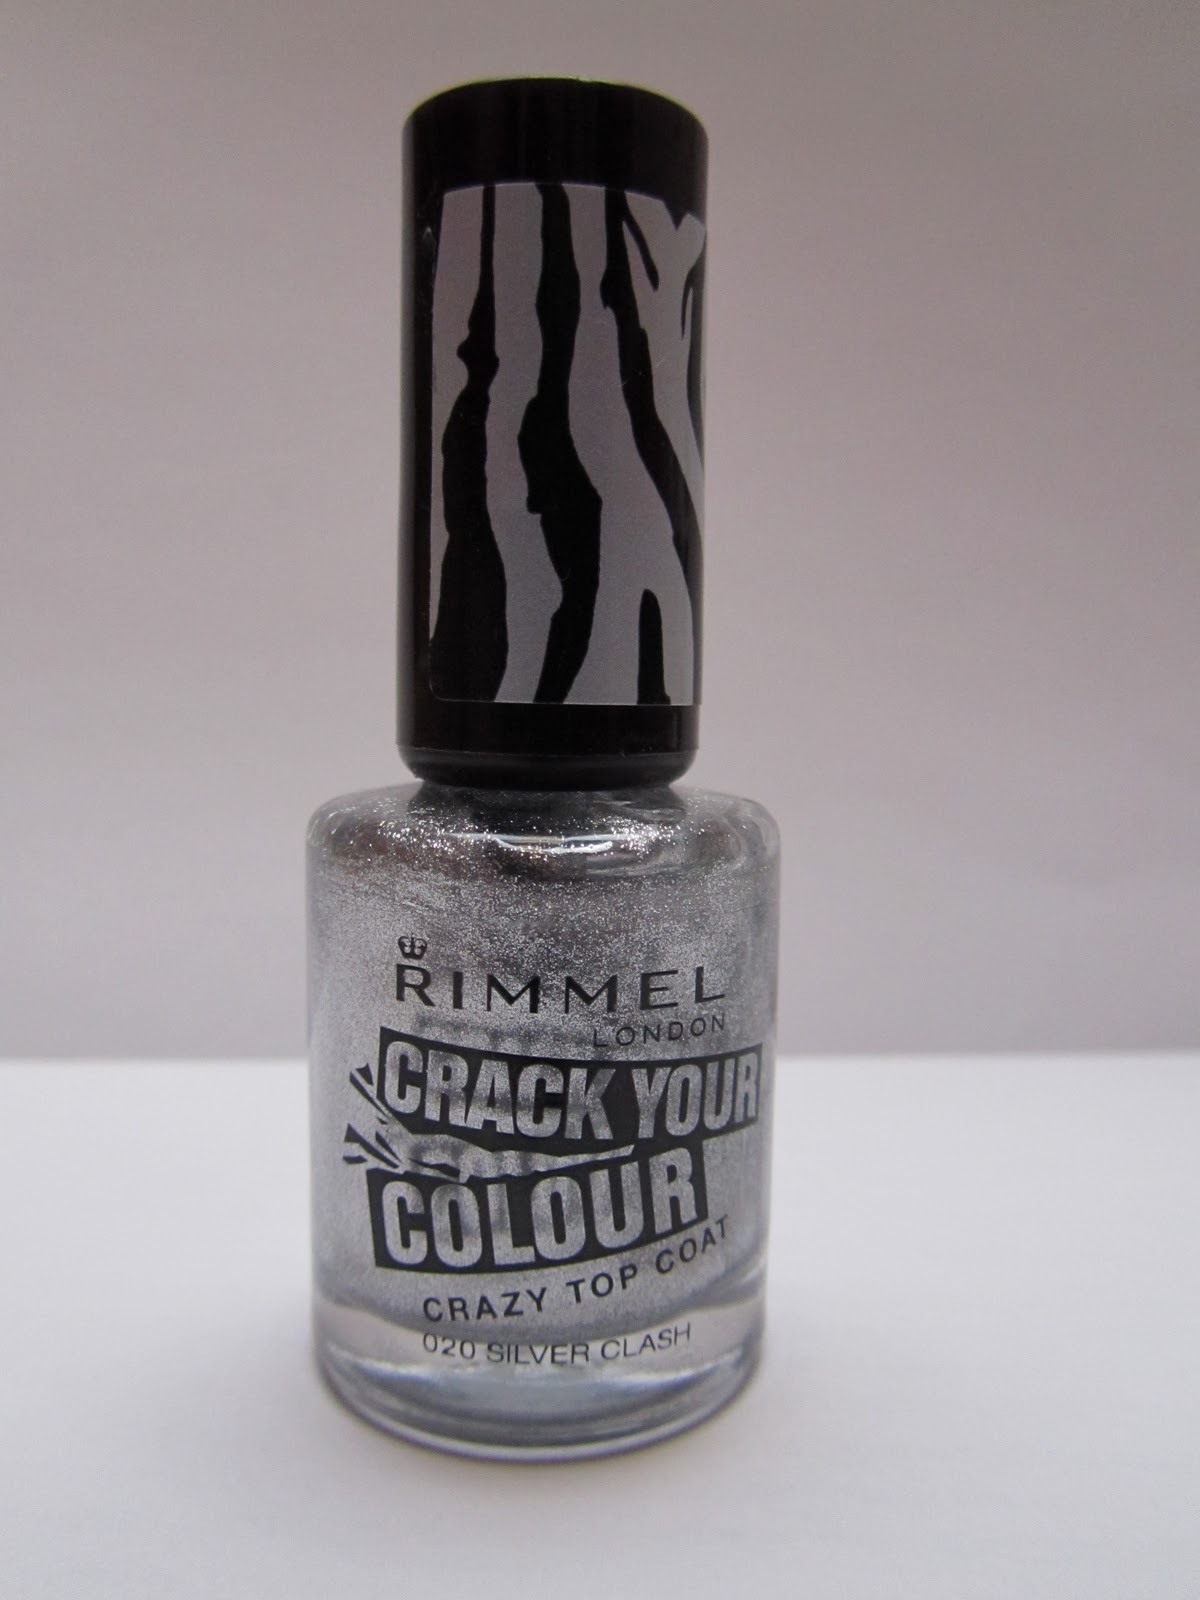 RIMMEL
LONDON
CRACK YOUR
COLOUR
CRAZY TOP COAT
020 SILVER CLASH